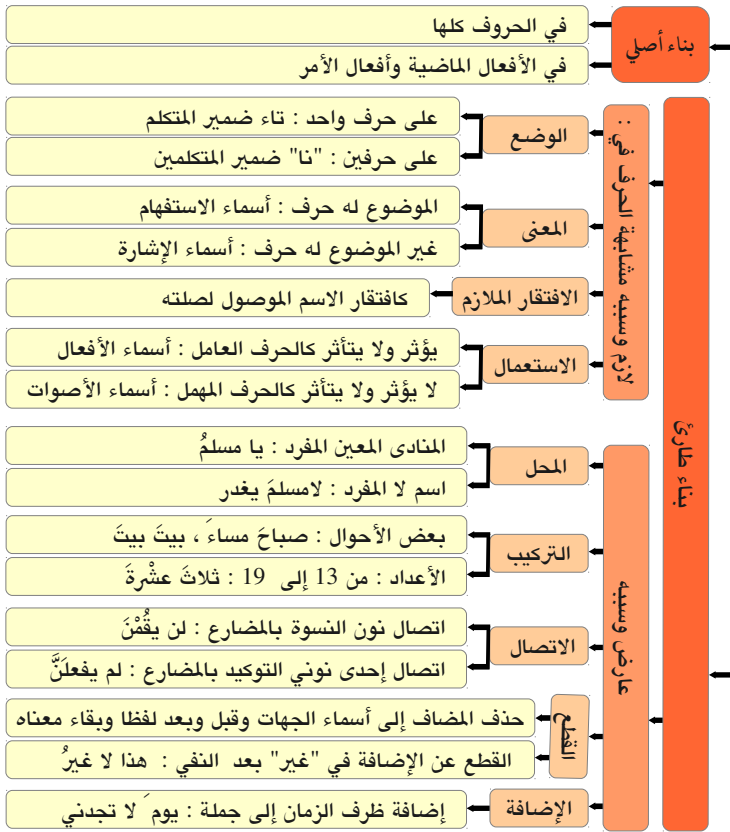 بناء أصلي
في الحروف كلها
في الأفعال الماضية وأفعال الأمر
بناء طارئ
لازم وسببه مشابهة الحرف في :
الوضع
على حرف واحد : تاء ضمير المتكلم
على حرفين : "نا" ضمير المتكلمين
المعنى
الموضوع له حرف : أسماء الاستفهام
غير الموضوع له حرف : أسماء الإشارة
الافتقار الملازم
كافتقار الاسم الموصول لصلته
الاستعمال
يؤثر ولا يتأثر كالحرف العامل : أسماء الأفعال
لا يؤثر ولا يتأثر كالحرف المهمل : أسماء الأصوات
عارض وسببه
المحل
المنادى المعين المفرد : يا مسلمُ
اسم لا المفرد : لامسلمَ يغدر
التركيب
بعض الأحوال : صباحَ مساءَ ، بيتَ بيتَ
الأعداد : من 13 إلى 19 : ثلاثَ عشْرةَ
الاتصال
اتصال نون النسوة بالمضارع : لن يقُمْنَ
اتصال إحدى نوني التوكيد بالمضارع : لم يفعلَنَّ
القطع
حذف المضاف إلى أسماء الجهات وقبل وبعد لفظا وبقاء معناه
القطع عن الإضافة في "غير" بعد النفي : هذا لا غيرُ
الإضافة
إضافة ظرف الزمان إلى جملة : يومَ لا تجدني